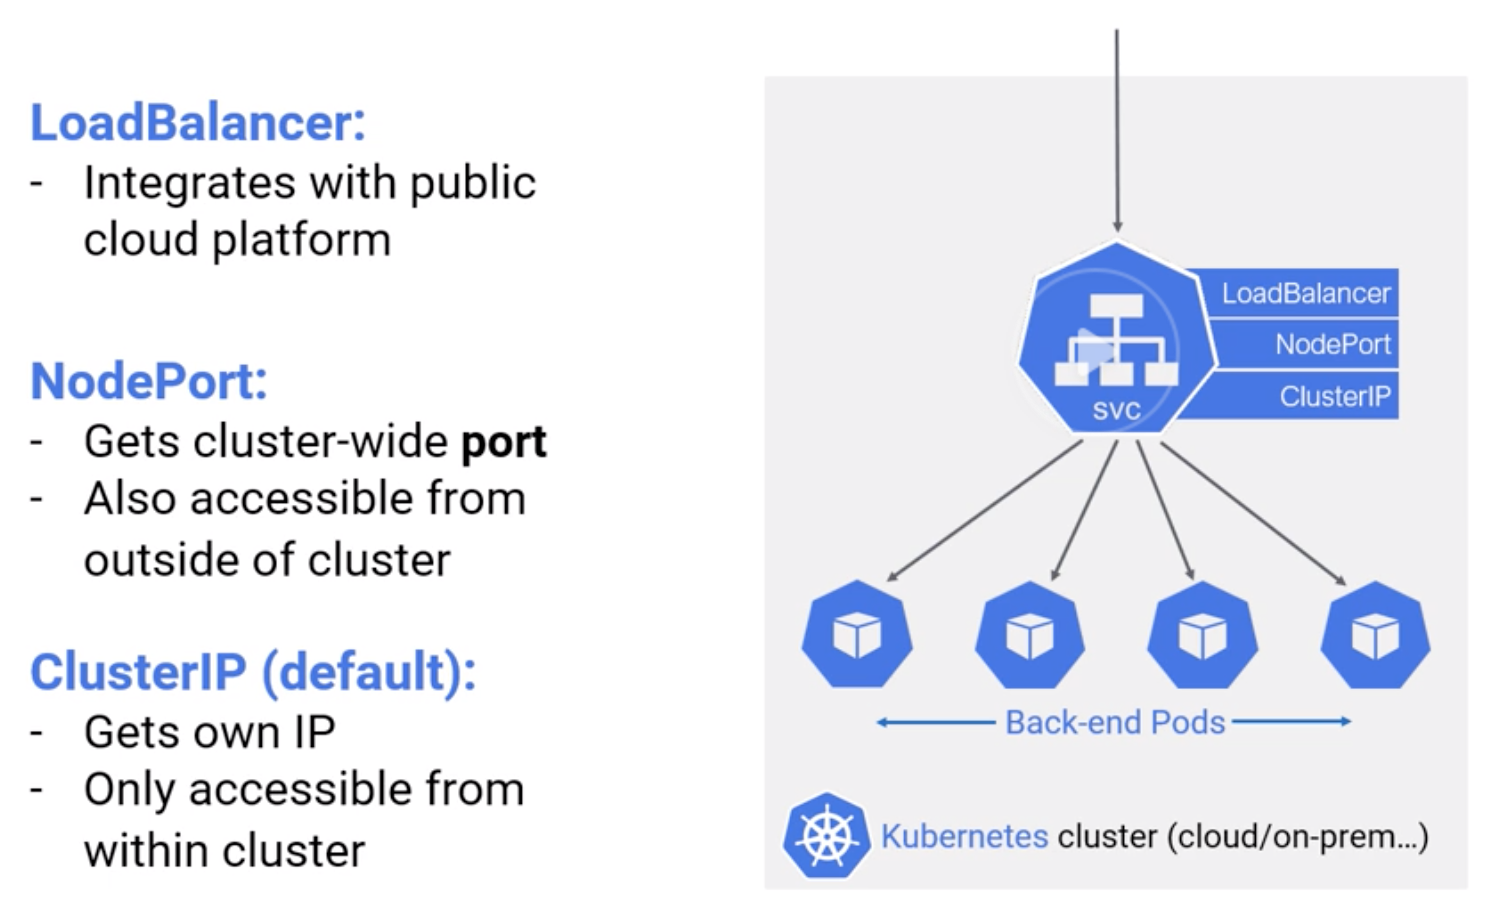 LoadBalancer:
- Integrates with public
cloud platform
NodePort:
- Gets cluster-wide port
- Also accessible from
outside of cluster
ClusterIP (default):
- Gets own IP
- Only accessible from
within cluster
LoadBalancer
NodePort
ClusterIP
svc
Back-end Pods
Kubernetes cluster (cloud/on-prem...)